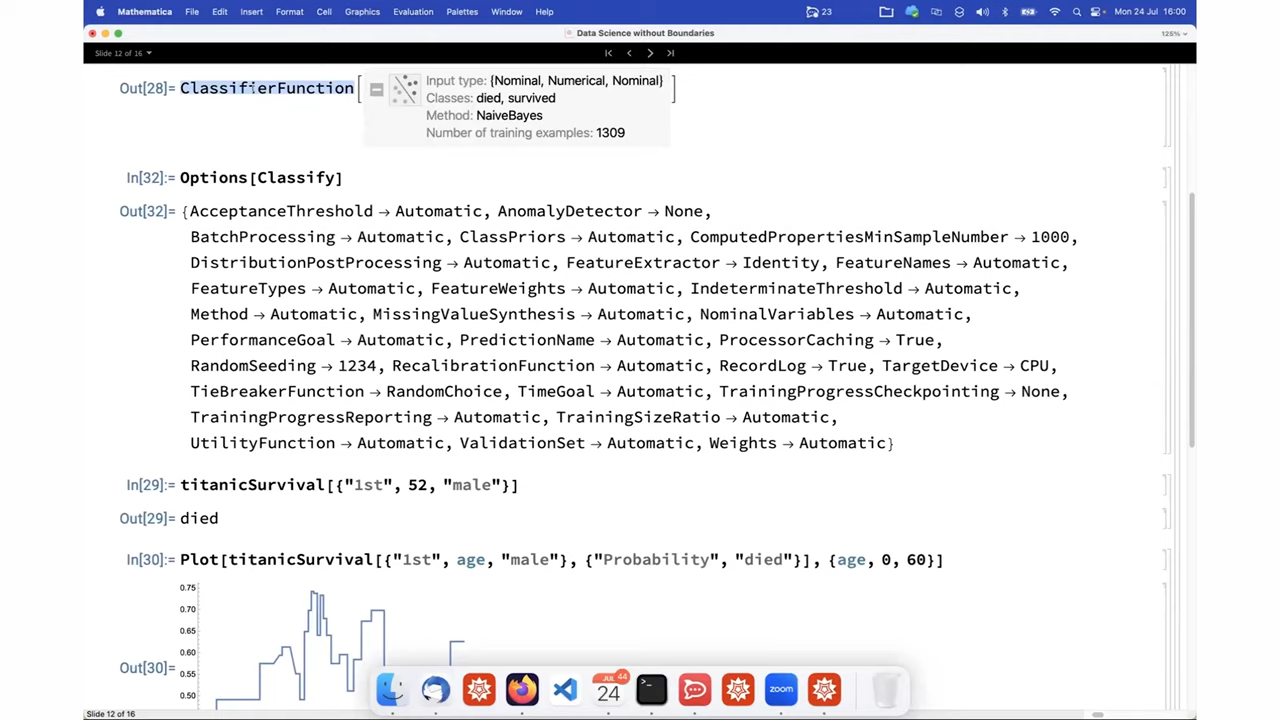 Mathematica File Edit Insert Format Cell Graphics Evaluation Palettes Window Help 23 Mon 24 Jul 16:00
Data Science without Boundaries 125%
Slide 12 of 16
Out[28]= ClassifierFunction[ Input type: {Nominal, Numerical, Nominal} ]
Classes: died, survived
Method: NaiveBayes
Number of training examples: 1309
In[32]:= Options[Classify]
Out[32]= {AcceptanceThreshold → Automatic, AnomalyDetector → None,
BatchProcessing → Automatic, ClassPriors → Automatic, ComputedPropertiesMinSampleNumber → 1000,
DistributionPostProcessing → Automatic, FeatureExtractor → Identity, FeatureNames → Automatic,
FeatureTypes → Automatic, FeatureWeights → Automatic, IndeterminateThreshold → Automatic,
Method → Automatic, MissingValueSynthesis → Automatic, NominalVariables → Automatic,
PerformanceGoal → Automatic, PredictionName → Automatic, ProcessorCaching → True,
RandomSeeding → 1234, RecalibrationFunction → Automatic, RecordLog → True, TargetDevice → CPU,
TieBreakerFunction → RandomChoice, TimeGoal → Automatic, TrainingProgressCheckpointing → None,
TrainingProgressReporting → Automatic, TrainingSizeRatio → Automatic,
UtilityFunction → Automatic, ValidationSet → Automatic, Weights → Automatic}
In[29]:= titanicSurvival[{"1st", 52, "male"}]
Out[29]= died
In[30]:= Plot[titanicSurvival[{"1st", age, "male"}, {"Probability", "died"}], {age, 0, 60}]
0.75
0.70
0.65
0.60
Out[30]=
0.55
0.50
JUL 44
24
zoom
Slide 12 of 16